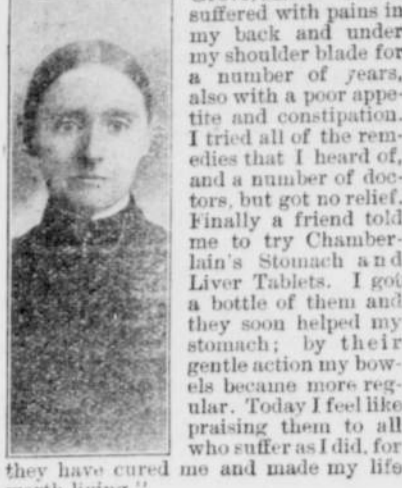 suffered with pains in
my back and under
my shoulder blade for
a number of years,
also with a poor appe-
tite and constipation.
I tried all of the rem-
edies that I heard of,
and a number of doc-
tors, but got no relief.
Finally a friend told
me to try Chamber-
lain's Stomach and
Liver Tablets. I got
a bottle of them and
they soon helped my
stomach; by their
gentle action my bow-
els became more reg-
ular. Today I feel like
praising them to all
who suffer as I did, for
they have cured me and made my life